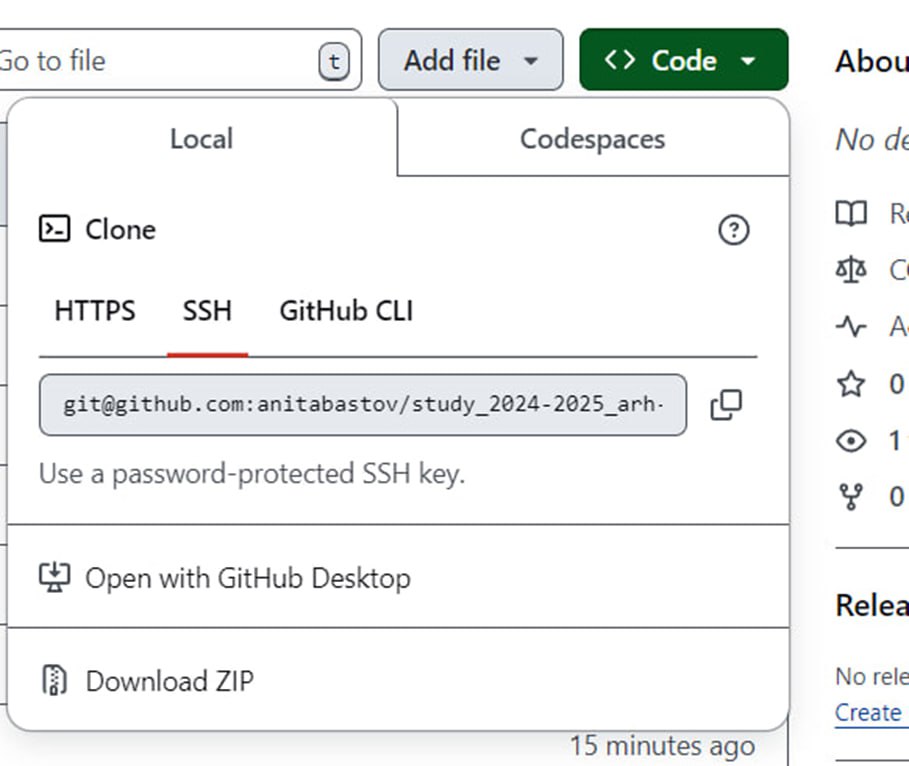 Go to file
t
Add file
Code
Local
Codespaces
Clone
HTTPS
SSH
GitHub CLI
git@github.com:anitabastov/study_2024-2025_arh-
Use a password-protected SSH key.
Open with GitHub Desktop
Download ZIP
15 minutes ago
Abou
No de
0
1
0
Relea
No rele
Create